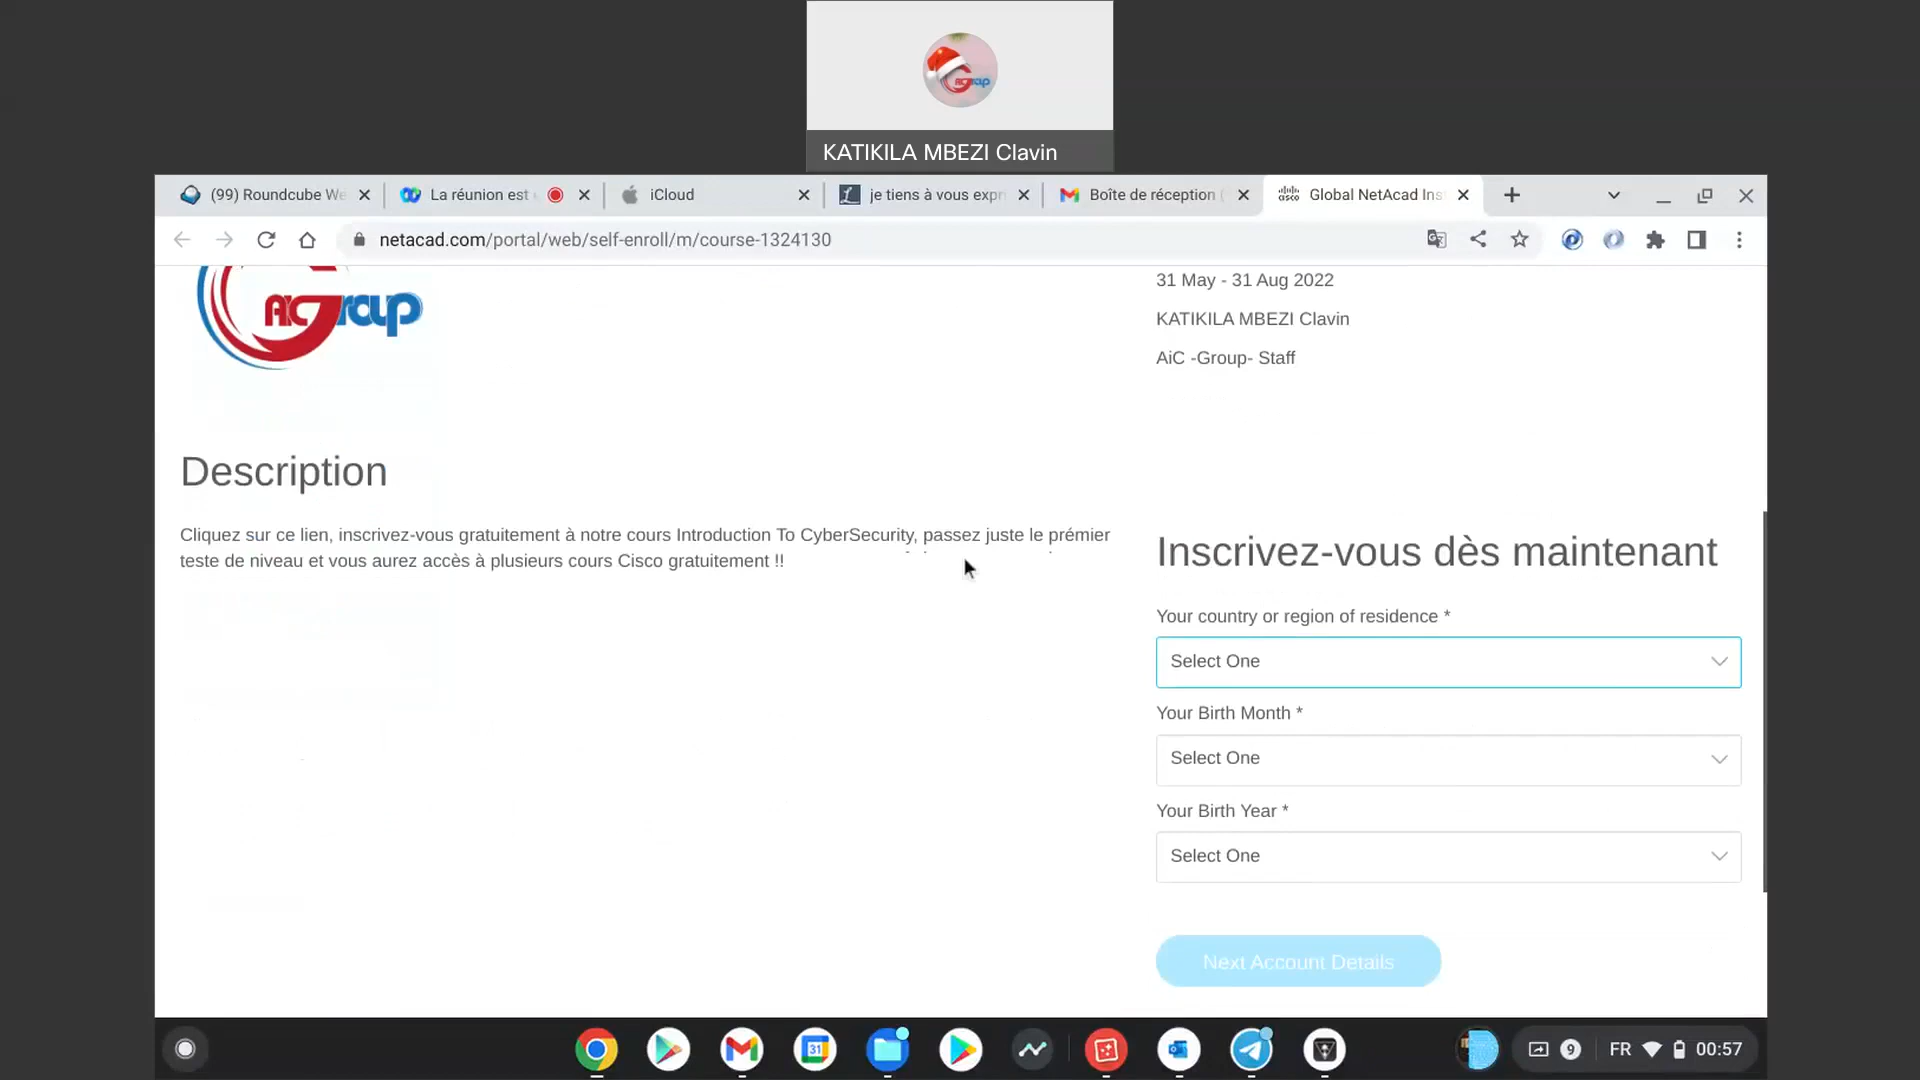 AiGroup
KATIKILA MBEZI Clavin
(99) Roundcube We
La réunion est
iCloud
je tiens à vous expr
Boîte de réception (
cisco
Global NetAcad Ins
netacad.com/portal/web/self-enroll/m/course-1324130
AiGroup
31 May - 31 Aug 2022
KATIKILA MBEZI Clavin
AiC -Group- Staff
Description
Cliquez sur ce lien, inscrivez-vous gratuitement à notre cours Introduction To CyberSecurity, passez juste le prémier
teste de niveau et vous aurez accès à plusieurs cours Cisco gratuitement !!
Inscrivez-vous dès maintenant
Your country or region of residence *
Select One
Your Birth Month *
Select One
Your Birth Year *
Select One
Next Account Details
31
9
FR
00:57